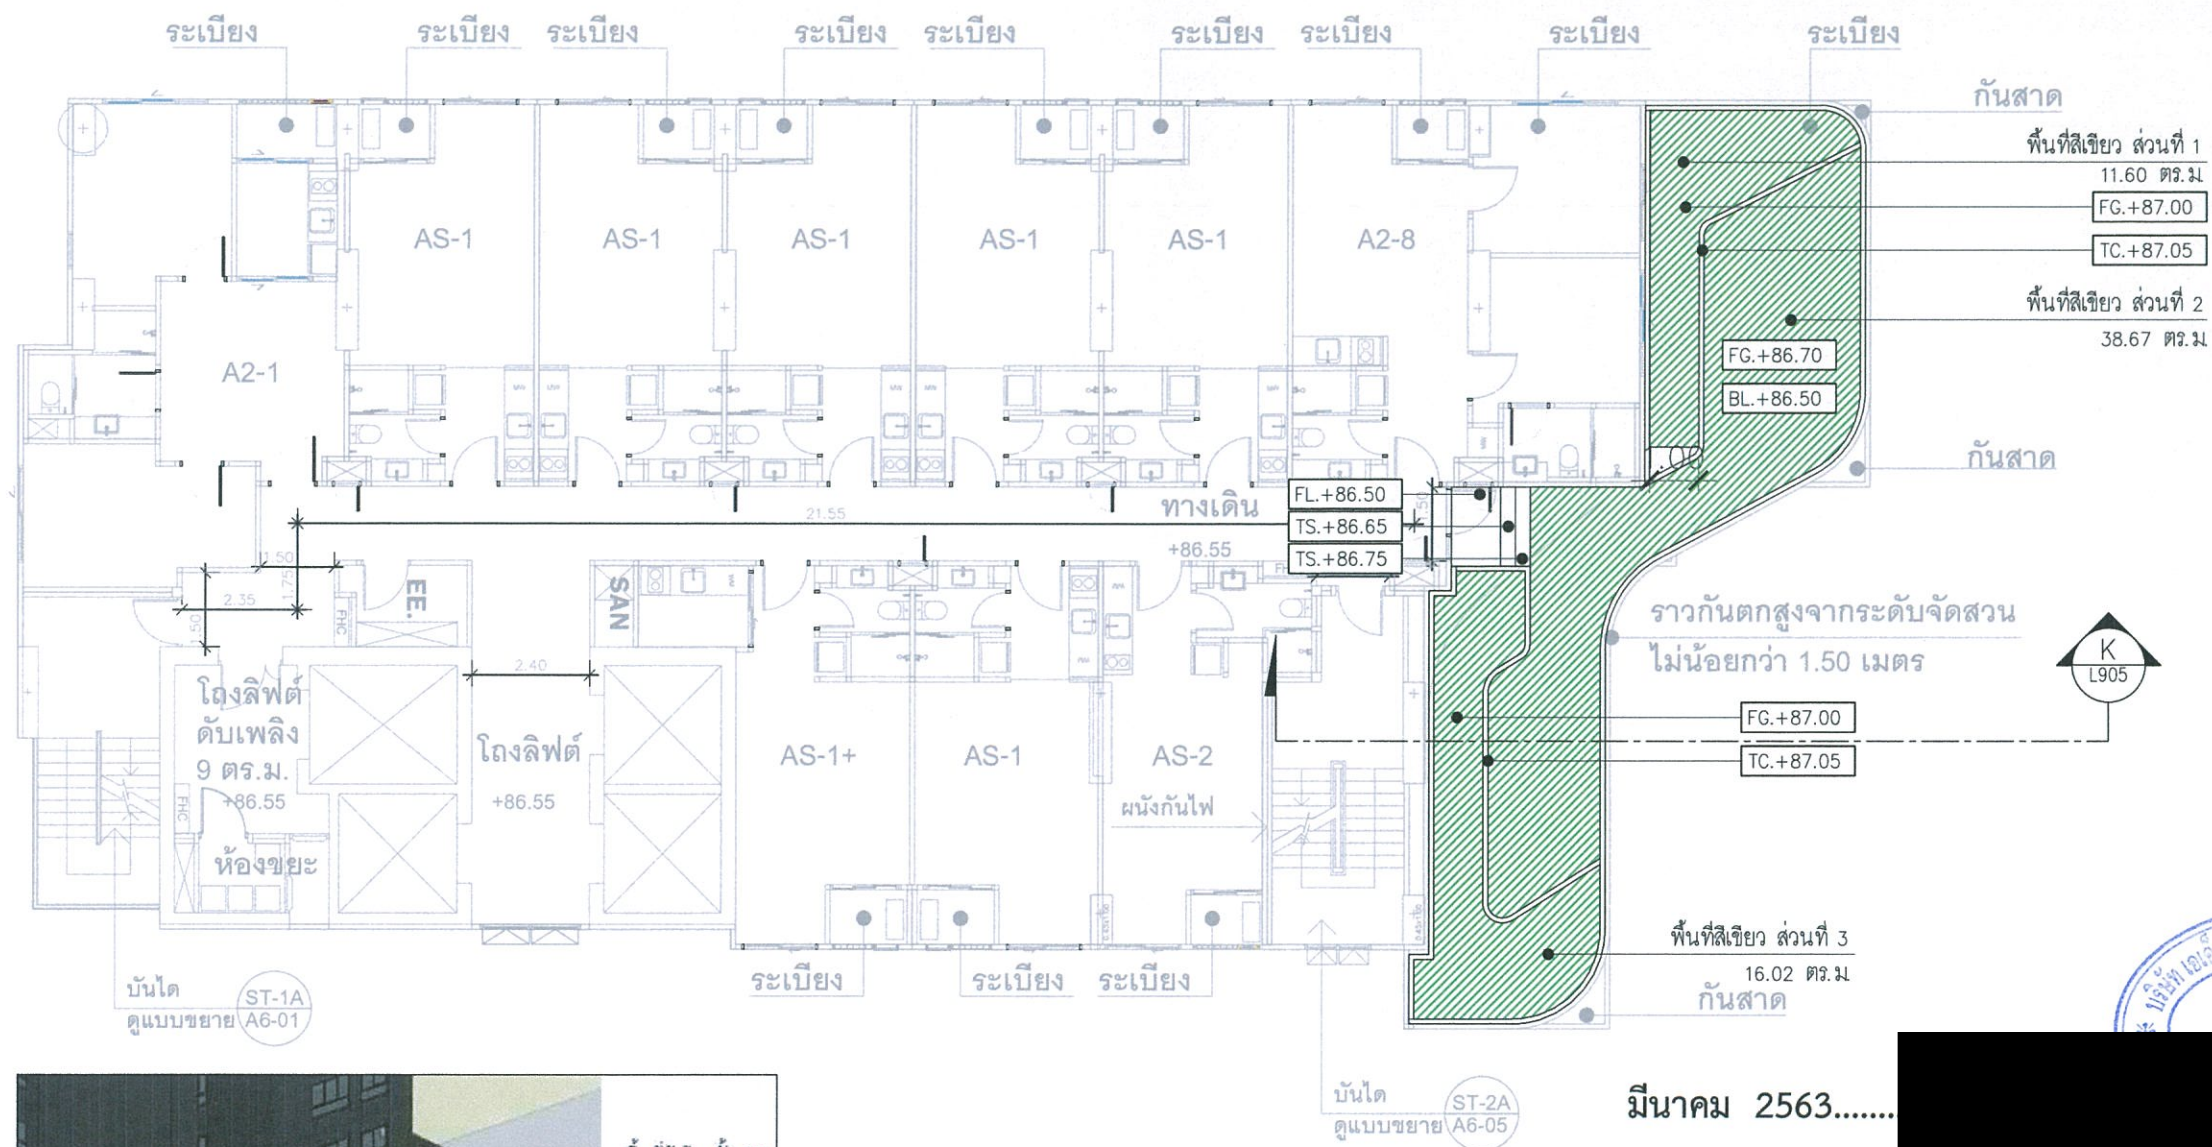 ระเบียง ระเบียง ระเบียง ระเบียง ระเบียง ระเบียง ระเบียง ระเบียง ระเบียง
กันสาด
พื้นที่สีเขียว ส่วนที่ 1
11.60 ตร.ม
FG.+87.00
TC.+87.05
พื้นที่สีเขียว ส่วนที่ 2
38.67 ตร.ม
FG.+86.70
BL.+86.50
กันสาด
AS-1 AS-1 AS-1 AS-1 AS-1 A2-8
A2-1
ทางเดิน
21.55
+86.55
FL.+86.50
TS.+86.65
TS.+86.75
1.50
1.50
1.75
2.35
1.50
FHC
EE.
SAN
2.40
โถงลิฟต์
ดับเพลิง
9 ตร.ม.
+86.55
FHC
ห้องขยะ
โถงลิฟต์
+86.55
AS-1+
AS-1
AS-2
ผนังกันไฟ
ราวกันตกสูงจากระดับจัดสวน
ไม่น้อยกว่า 1.50 เมตร
K
L905
FG.+87.00
TC.+87.05
พื้นที่สีเขียว ส่วนที่ 3
16.02 ตร.ม
กันสาด
ระเบียง ระเบียง ระเบียง
บันได
ดูแบบขยาย
ST-1A
A6-01
บันได
ดูแบบขยาย
ST-2A
A6-05
มีนาคม 2563........